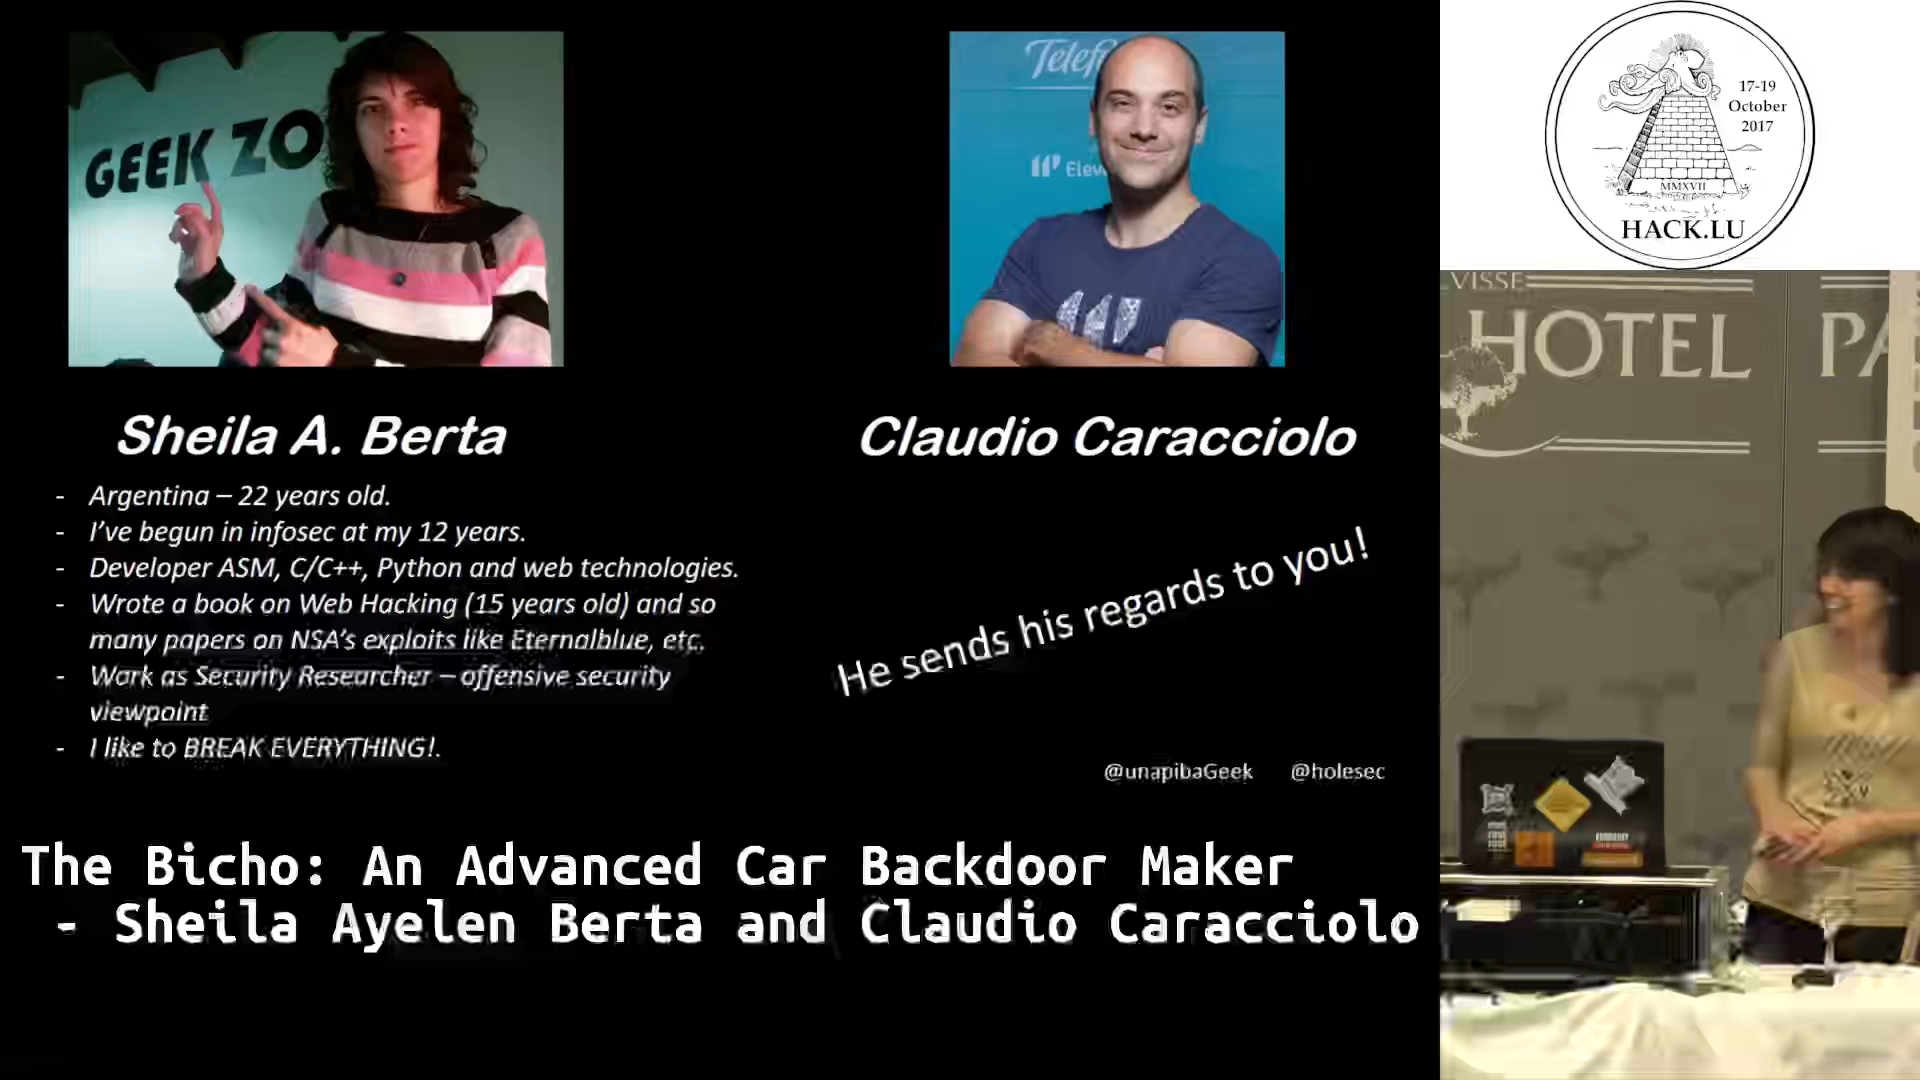 GEEK ZO
Telef
Elev
Sheila A. Berta
- Argentina – 22 years old.
- I've begun in infosec at my 12 years.
- Developer ASM, C/C++, Python and web technologies.
- Wrote a book on Web Hacking (15 years old) and so
many papers on NSA's exploits like Eternalblue, etc.
- Work as Security Researcher – offensive security
viewpoint
- I like to BREAK EVERYTHING!.
Claudio Caracciolo
He sends his regards to you!
@unapibaGeek @holesec
The Bicho: An Advanced Car Backdoor Maker
- Sheila Ayelen Berta and Claudio Caracciolo
17-19
October
2017
MMXVII
HACK.LU
VISSE
HOTEL PA